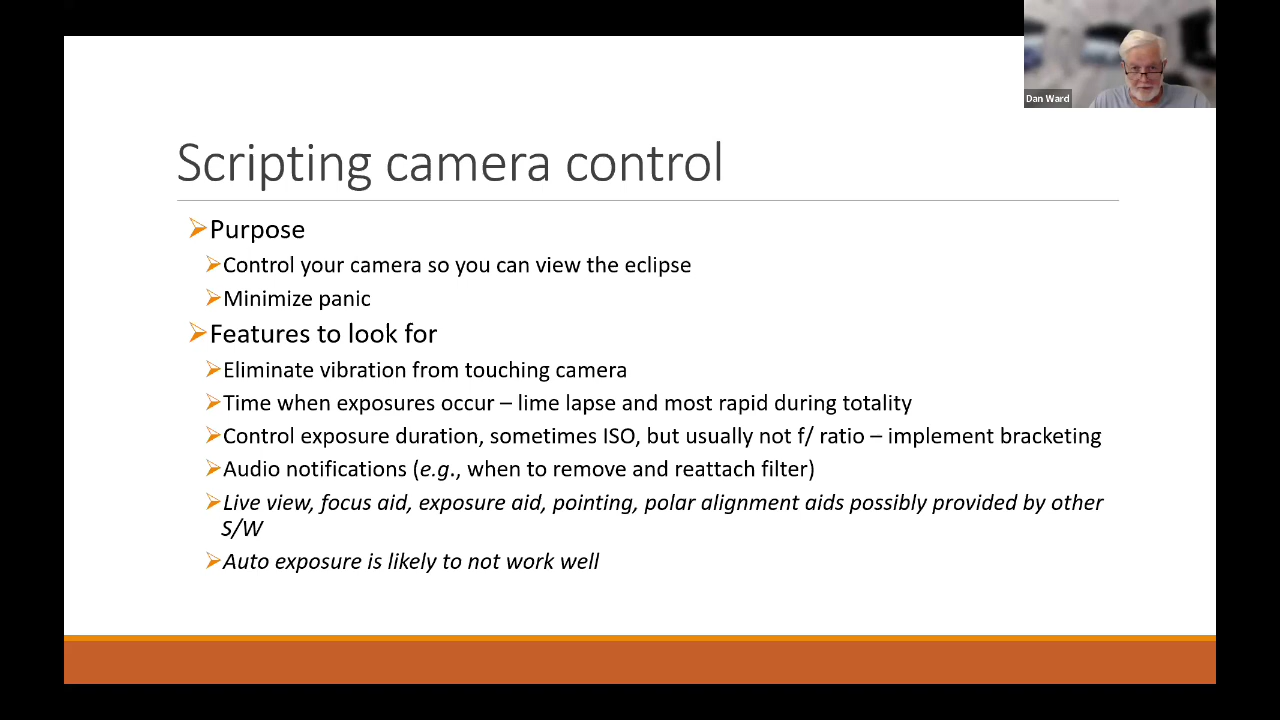 Dan Ward
Scripting camera control
Purpose
Control your camera so you can view the eclipse
Minimize panic
Features to look for
Eliminate vibration from touching camera
Time when exposures occur – lime lapse and most rapid during totality
Control exposure duration, sometimes ISO, but usually not f/ ratio – implement bracketing
Audio notifications (e.g., when to remove and reattach filter)
Live view, focus aid, exposure aid, pointing, polar alignment aids possibly provided by other
S/W
Auto exposure is likely to not work well